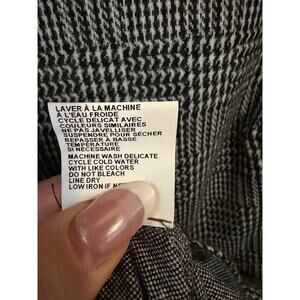 LAVER À LA MACHINE
À L'EAU FROIDE
CYCLE DÉLICAT AVEC
COULEURS SIMILAIRES
NE PAS JAVELLISER
SUSPENDRE POUR SÉCHER
REPASSER À BASSE
TEMPÉRATURE
SI NÉCESSAIRE
MACHINE WASH DELICATE
CYCLE COLD WATER
WITH LIKE COLORS
DO NOT BLEACH
LINE DRY
LOW IRON IF